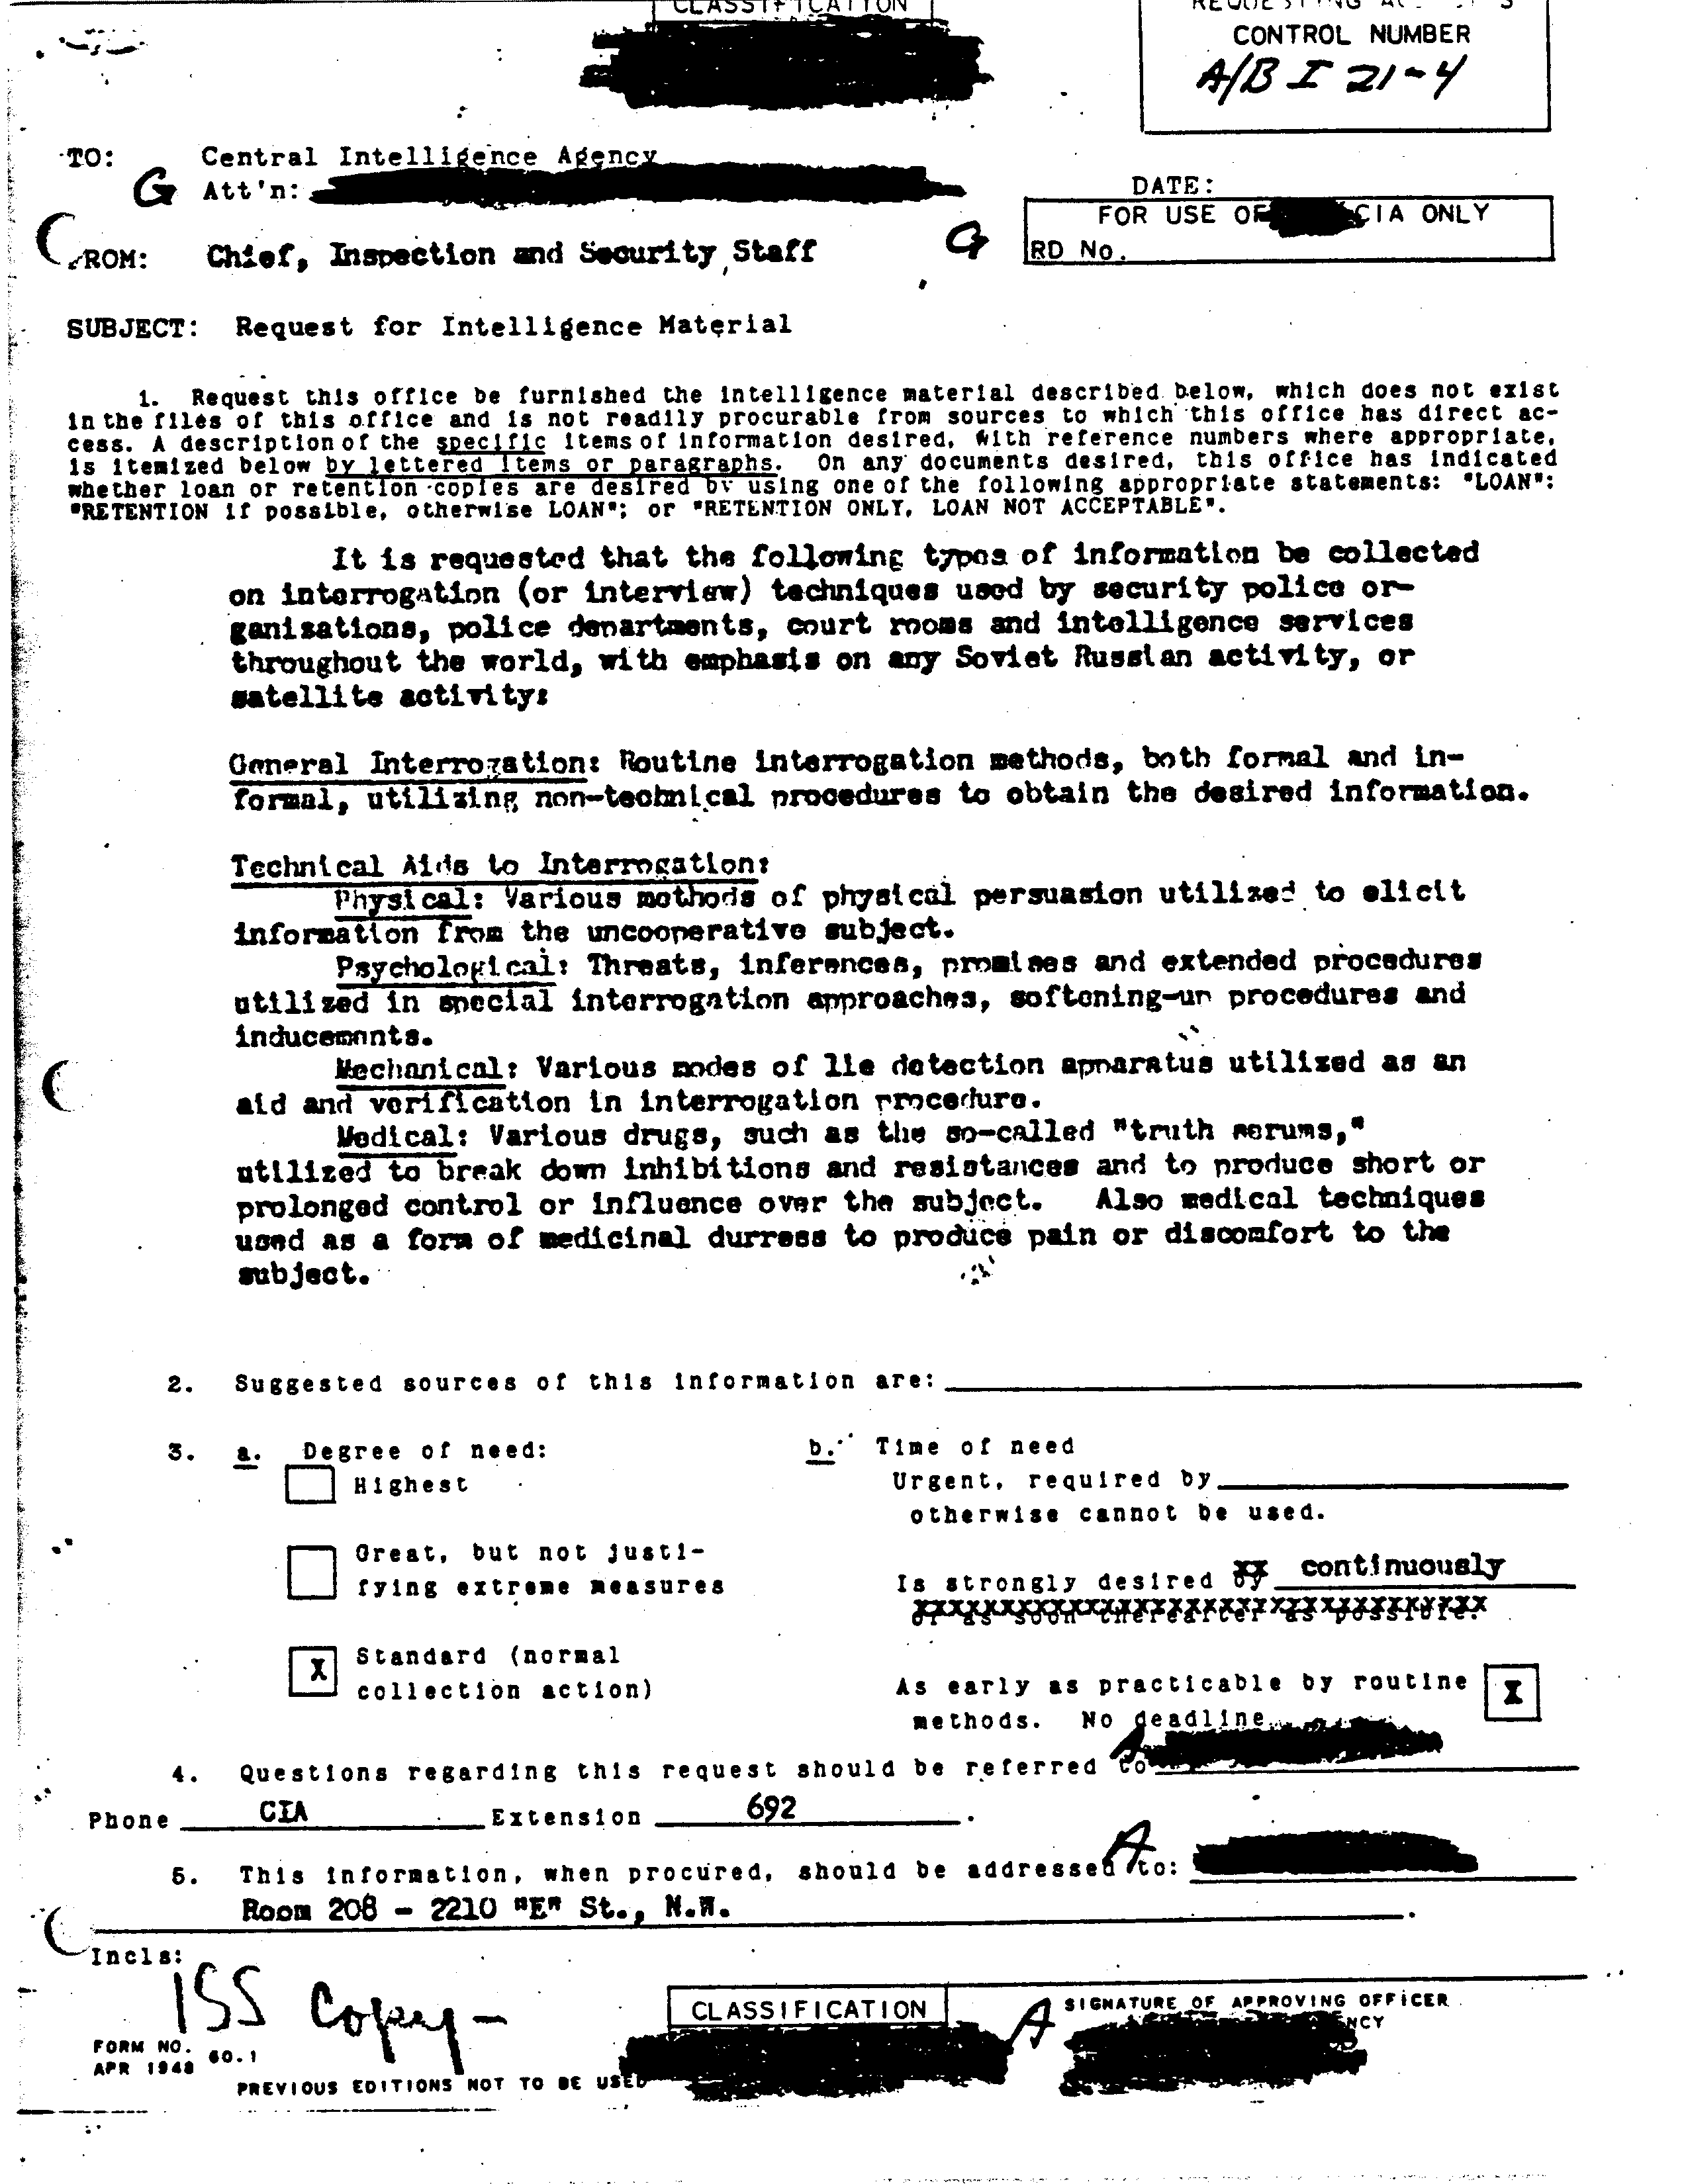 CLASSIFICATION
CONTROL NUMBER
A/B I 21-4
TO: Central Intelligence Agency
G Att'n:
DATE:
FOR USE OF CIA ONLY
G
RD No.
ROM: Chief, Inspection and Security Staff
SUBJECT: Request for Intelligence Material
1. Request this office be furnished the intelligence material described below, which does not exist
in the files of this office and is not readily procurable from sources to which this office has direct ac-
cess. A description of the specific items of information desired, with reference numbers where appropriate,
is itemized below by lettered items or paragraphs. On any documents desired, this office has indicated
whether loan or retention copies are desired by using one of the following appropriate statements: "LOAN":
"RETENTION if possible, otherwise LOAN"; or "RETENTION ONLY, LOAN NOT ACCEPTABLE".
It is requested that the following types of information be collected
on interrogation (or interview) techniques used by security police or-
ganisations, police departments, court rooms and intelligence services
throughout the world, with emphasis on any Soviet Russian activity, or
satellite activity:
General Interrogation: Routine interrogation methods, both formal and in-
formal, utilizing non-technical procedures to obtain the desired information.
Technical Aids to Interrogation:
Physical: Various methods of physical persuasion utilized to elicit
information from the uncooperative subject.
Psychological: Threats, inferences, promises and extended procedures
utilized in special interrogation approaches, softening-up procedures and
inducements.
Mechanical: Various modes of lie detection apparatus utilized as an
aid and verification in interrogation procedure.
Medical: Various drugs, such as the so-called "truth serums,"
utilized to break down inhibitions and resistances and to produce short or
prolonged control or influence over the subject. Also medical techniques
used as a form of medicinal durress to produce pain or discomfort to the
subject.
2. Suggested sources of this information are:
3. a. Degree of need:
Highest
Great, but not justi-
fying extreme measures
X Standard (normal
collection action)
b. Time of need
Urgent, required by
otherwise cannot be used.
Is strongly desired by continuously
or as soon thereafter as possible.
As early as practicable by routine X
methods. No deadline
4. Questions regarding this request should be referred to A
Phone CIA Extension 692.
5. This information, when procured, should be addressed to: A
Room 208 - 2210 "E" St., N.W.
Incls:
ISS Copy-
CLASSIFICATION
A SIGNATURE OF APPROVING OFFICER
NCY
FORM NO. 60.1
APR 1948
PREVIOUS EDITIONS NOT TO BE USED